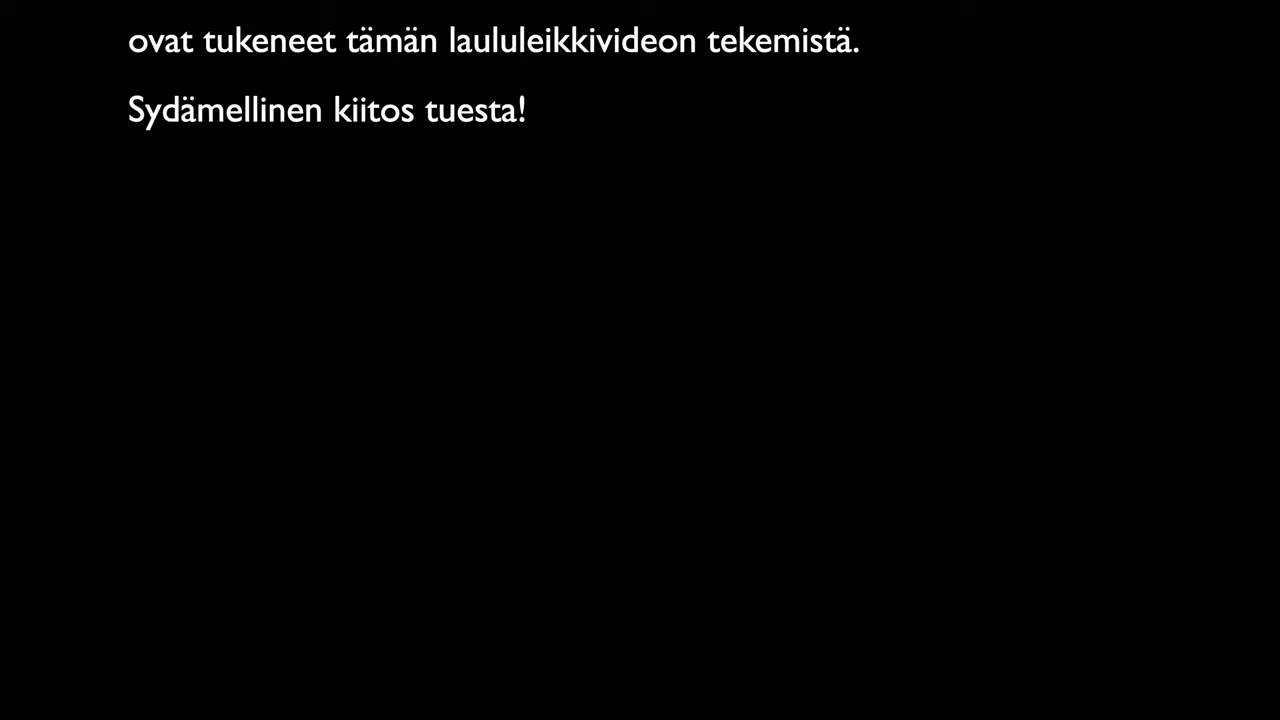 ovat tukeneet tämän laululeikkivideon tekemistä.
Sydämellinen kiitos tuesta!